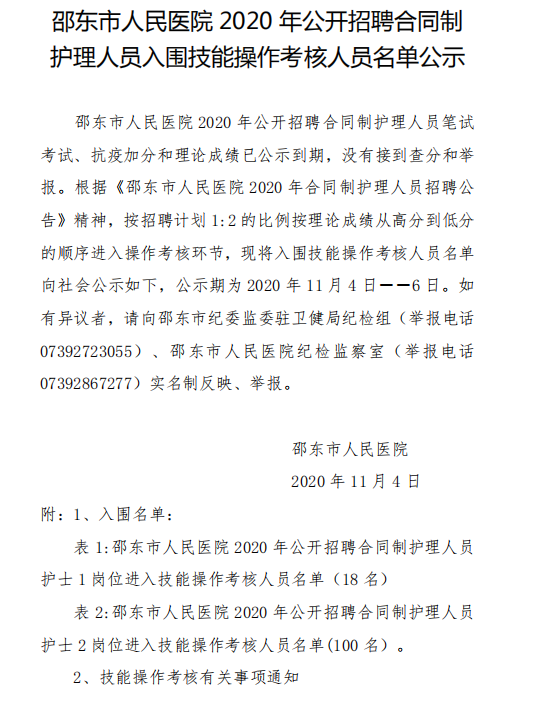 邵东市人民医院 2020 年公开招聘合同制
护理人员入围技能操作考核人员名单公示
邵东市人民医院 2020 年公开招聘合同制护理人员笔试
考试、抗疫加分和理论成绩已公示到期，没有接到查分和举
报。根据《邵东市人民医院 2020 年合同制护理人员招聘公
告》精神，按招聘计划 1:2 的比例按理论成绩从高分到低分
的顺序进入操作考核环节，现将入围技能操作考核人员名单
向社会公示如下，公示期为 2020 年 11 月 4 日——6 日。如
有异议者，请向邵东市纪委监委驻卫健局纪检组（举报电话
07392723055）、邵东市人民医院纪检监察室（举报电话
07392867277）实名制反映、举报。
邵东市人民医院
2020 年 11 月 4 日
附：1、入围名单：
表 1:邵东市人民医院 2020 年公开招聘合同制护理人员
护士 1 岗位进入技能操作考核人员名单（18 名）
表 2:邵东市人民医院 2020 年公开招聘合同制护理人员
护士 2 岗位进入技能操作考核人员名单(100 名）。
2、技能操作考核有关事项通知